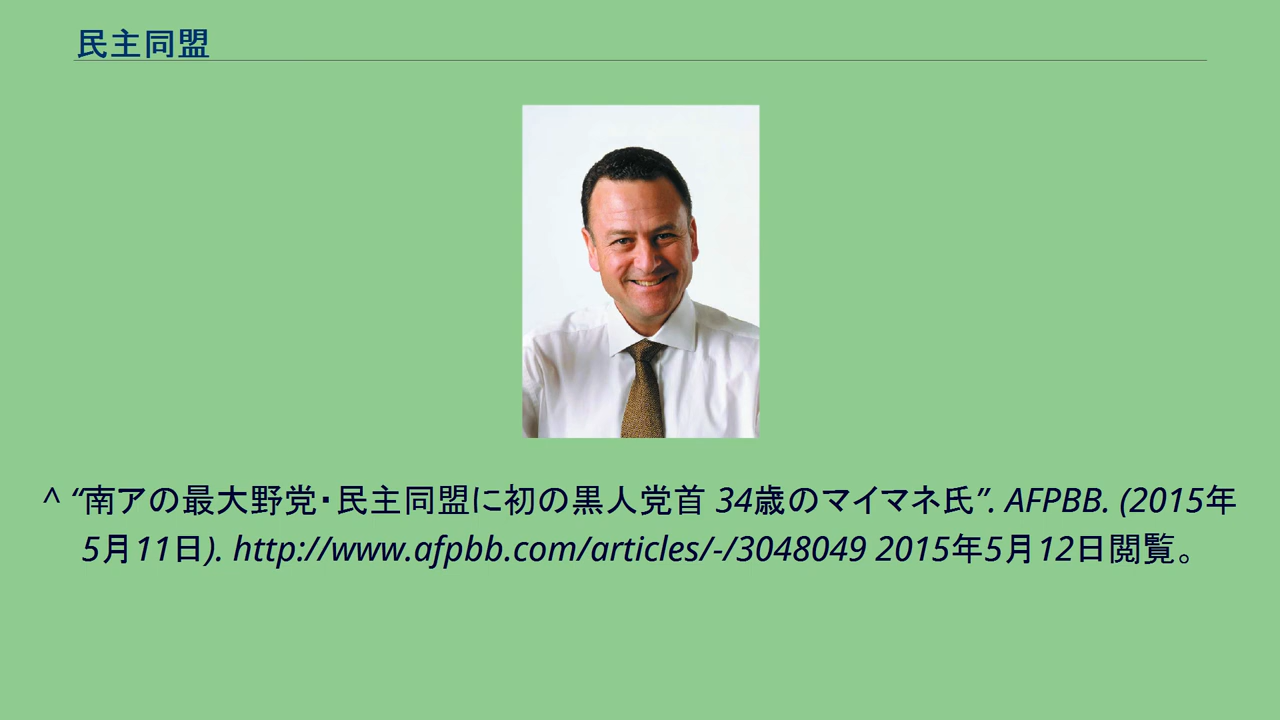 民主同盟
^ “南アの最大野党・民主同盟に初の黒人党首 34歳のマイマネ氏”. AFPBB. (2015年
5月11日). http://www.afpbb.com/articles/-/3048049 2015年5月12日閲覧。